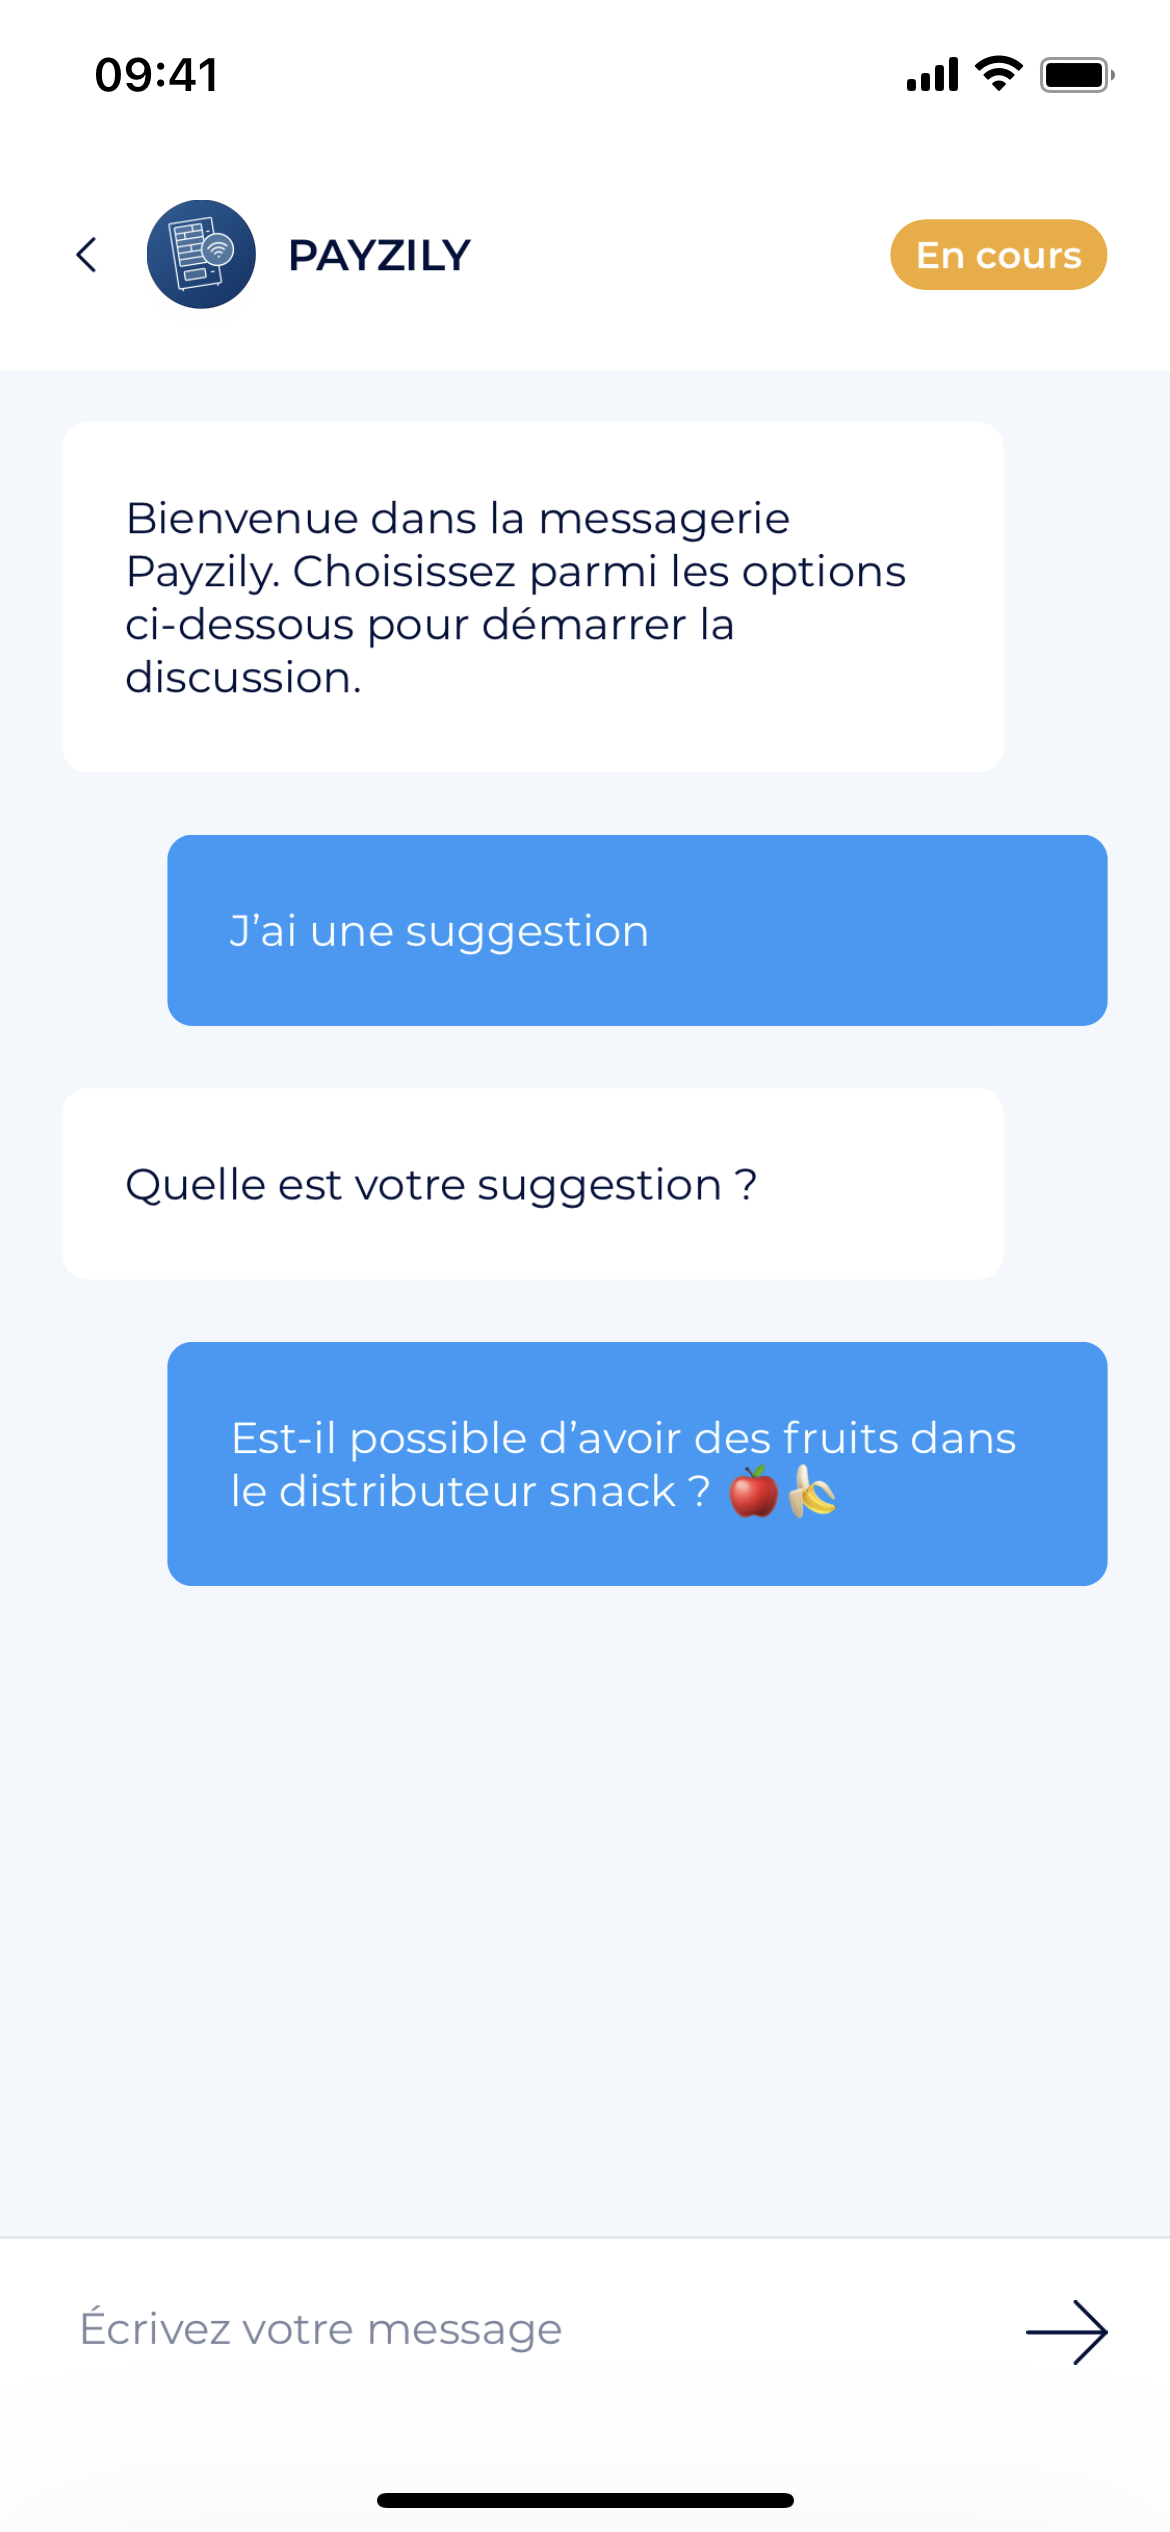 09:41
PAYZILY
En cours
Bienvenue dans la messagerie
Payzily. Choisissez parmi les options
ci-dessous pour démarrer la
discussion.
J’ai une suggestion
Quelle est votre suggestion ?
Est-il possible d’avoir des fruits dans
le distributeur snack ? 🍎🍌
Écrivez votre message